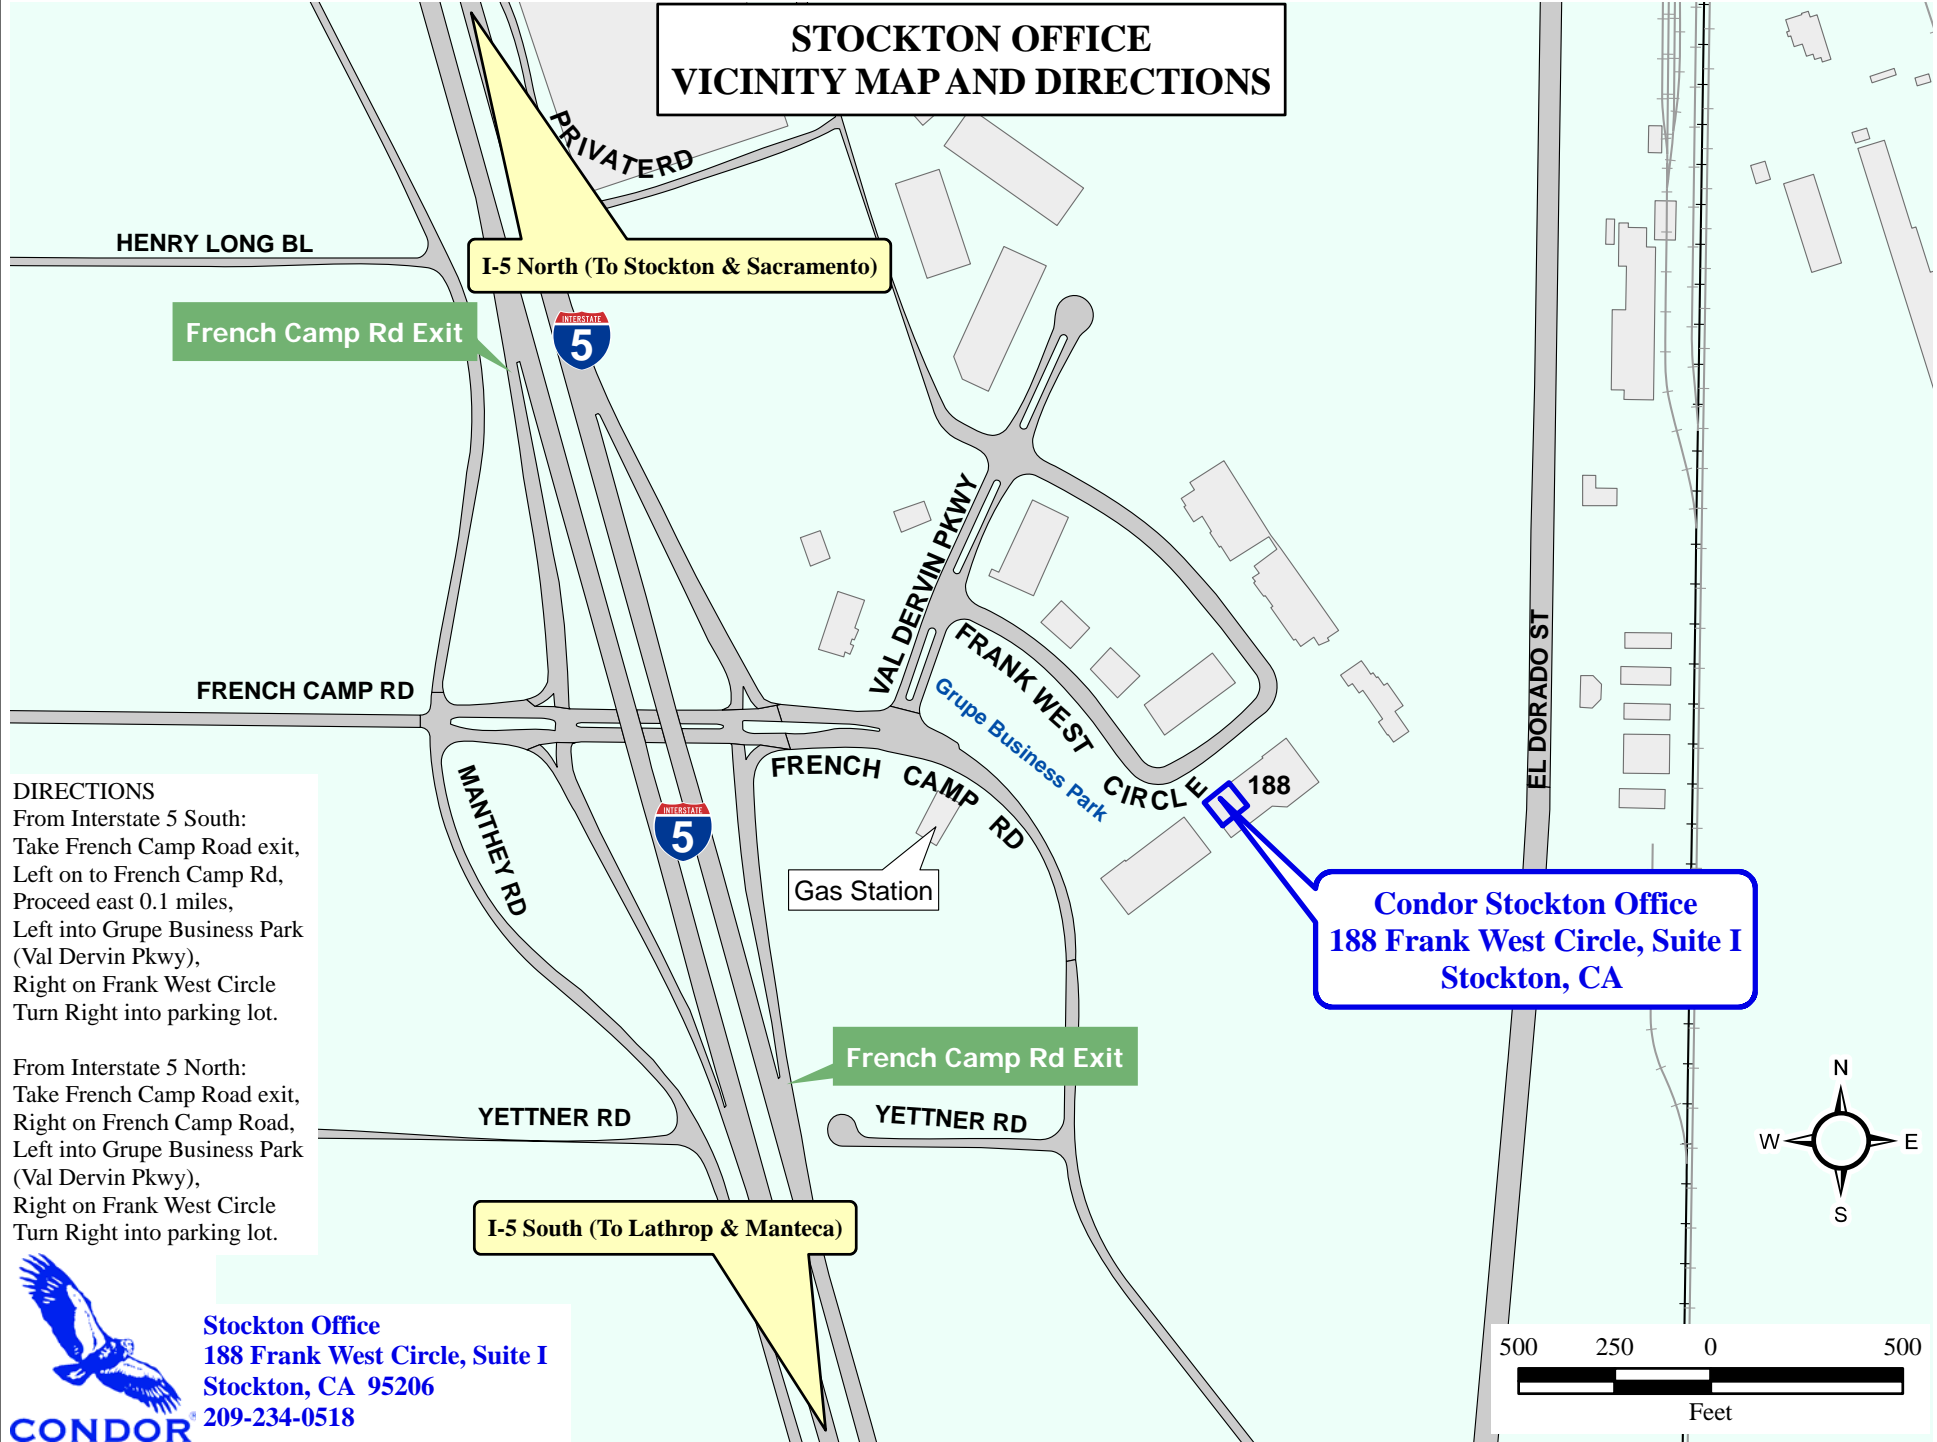 STOCKTON OFFICE
VICINITY MAP AND DIRECTIONS
PRIVATE RD
HENRY LONG BL
I-5 North (To Stockton & Sacramento)
French Camp Rd Exit
INTERSTATE
5
VAL DERVIN PKWY
FRANK WEST CIRCLE
Grupe Business Park
EL DORADO ST
FRENCH CAMP RD
FRENCH CAMP RD
MANTHEY RD
188
INTERSTATE
5
Gas Station
Condor Stockton Office
188 Frank West Circle, Suite I
Stockton, CA
DIRECTIONS
From Interstate 5 South:
Take French Camp Road exit,
Left on to French Camp Rd,
Proceed east 0.1 miles,
Left into Grupe Business Park
(Val Dervin Pkwy),
Right on Frank West Circle
Turn Right into parking lot.
From Interstate 5 North:
Take French Camp Road exit,
Right on French Camp Road,
Left into Grupe Business Park
(Val Dervin Pkwy),
Right on Frank West Circle
Turn Right into parking lot.
French Camp Rd Exit
YETTNER RD
YETTNER RD
N
W E
S
I-5 South (To Lathrop & Manteca)
Stockton Office
188 Frank West Circle, Suite I
Stockton, CA 95206
209-234-0518
CONDOR
500 250 0 500
Feet